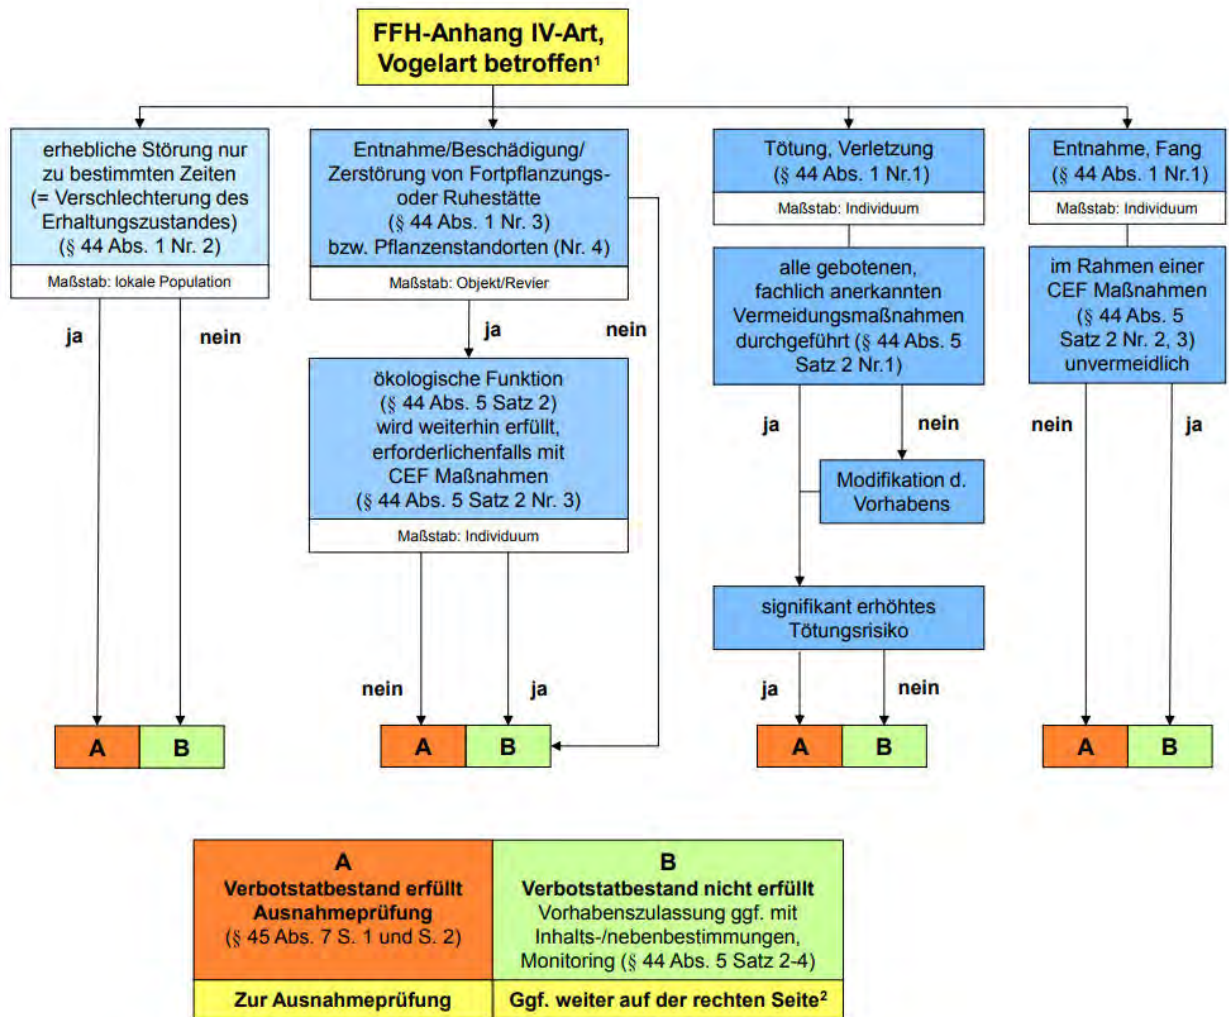 FFH-Anhang IV-Art,
Vogelart betroffen¹
erhebliche Störung nur
zu bestimmten Zeiten
(= Verschlechterung des
Erhaltungszustandes)
(§ 44 Abs. 1 Nr. 2)
Maßstab: lokale Population
ja
nein
Entnahme/Beschädigung/
Zerstörung von Fortpflanzungs-
oder Ruhestätte
(§ 44 Abs. 1 Nr. 3)
bzw. Pflanzenstandorten (Nr. 4)
Maßstab: Objekt/Revier
ja
nein
ökologische Funktion
(§ 44 Abs. 5 Satz 2)
wird weiterhin erfüllt,
erforderlichenfalls mit
CEF Maßnahmen
(§ 44 Abs. 5 Satz 2 Nr. 3)
Maßstab: Individuum
nein
ja
Tötung, Verletzung
(§ 44 Abs. 1 Nr.1)
Maßstab: Individuum
alle gebotenen,
fachlich anerkannten
Vermeidungsmaßnahmen
durchgeführt (§ 44 Abs. 5
Satz 2 Nr.1)
ja
nein
Modifikation d.
Vorhabens
signifikant erhöhtes
Tötungsrisiko
ja
nein
Entnahme, Fang
(§ 44 Abs. 1 Nr.1)
Maßstab: Individuum
im Rahmen einer
CEF Maßnahmen
(§ 44 Abs. 5
Satz 2 Nr. 2, 3)
unvermeidlich
nein
ja
A B
A B
A B
A B
A
Verbotstatbestand erfüllt
Ausnahmeprüfung
(§ 45 Abs. 7 S. 1 und S. 2)
Zur Ausnahmeprüfung
B
Verbotstatbestand nicht erfüllt
Vorhabenszulassung ggf. mit
Inhalts-/nebenbestimmungen,
Monitoring (§ 44 Abs. 5 Satz 2-4)
Ggf. weiter auf der rechten Seite²